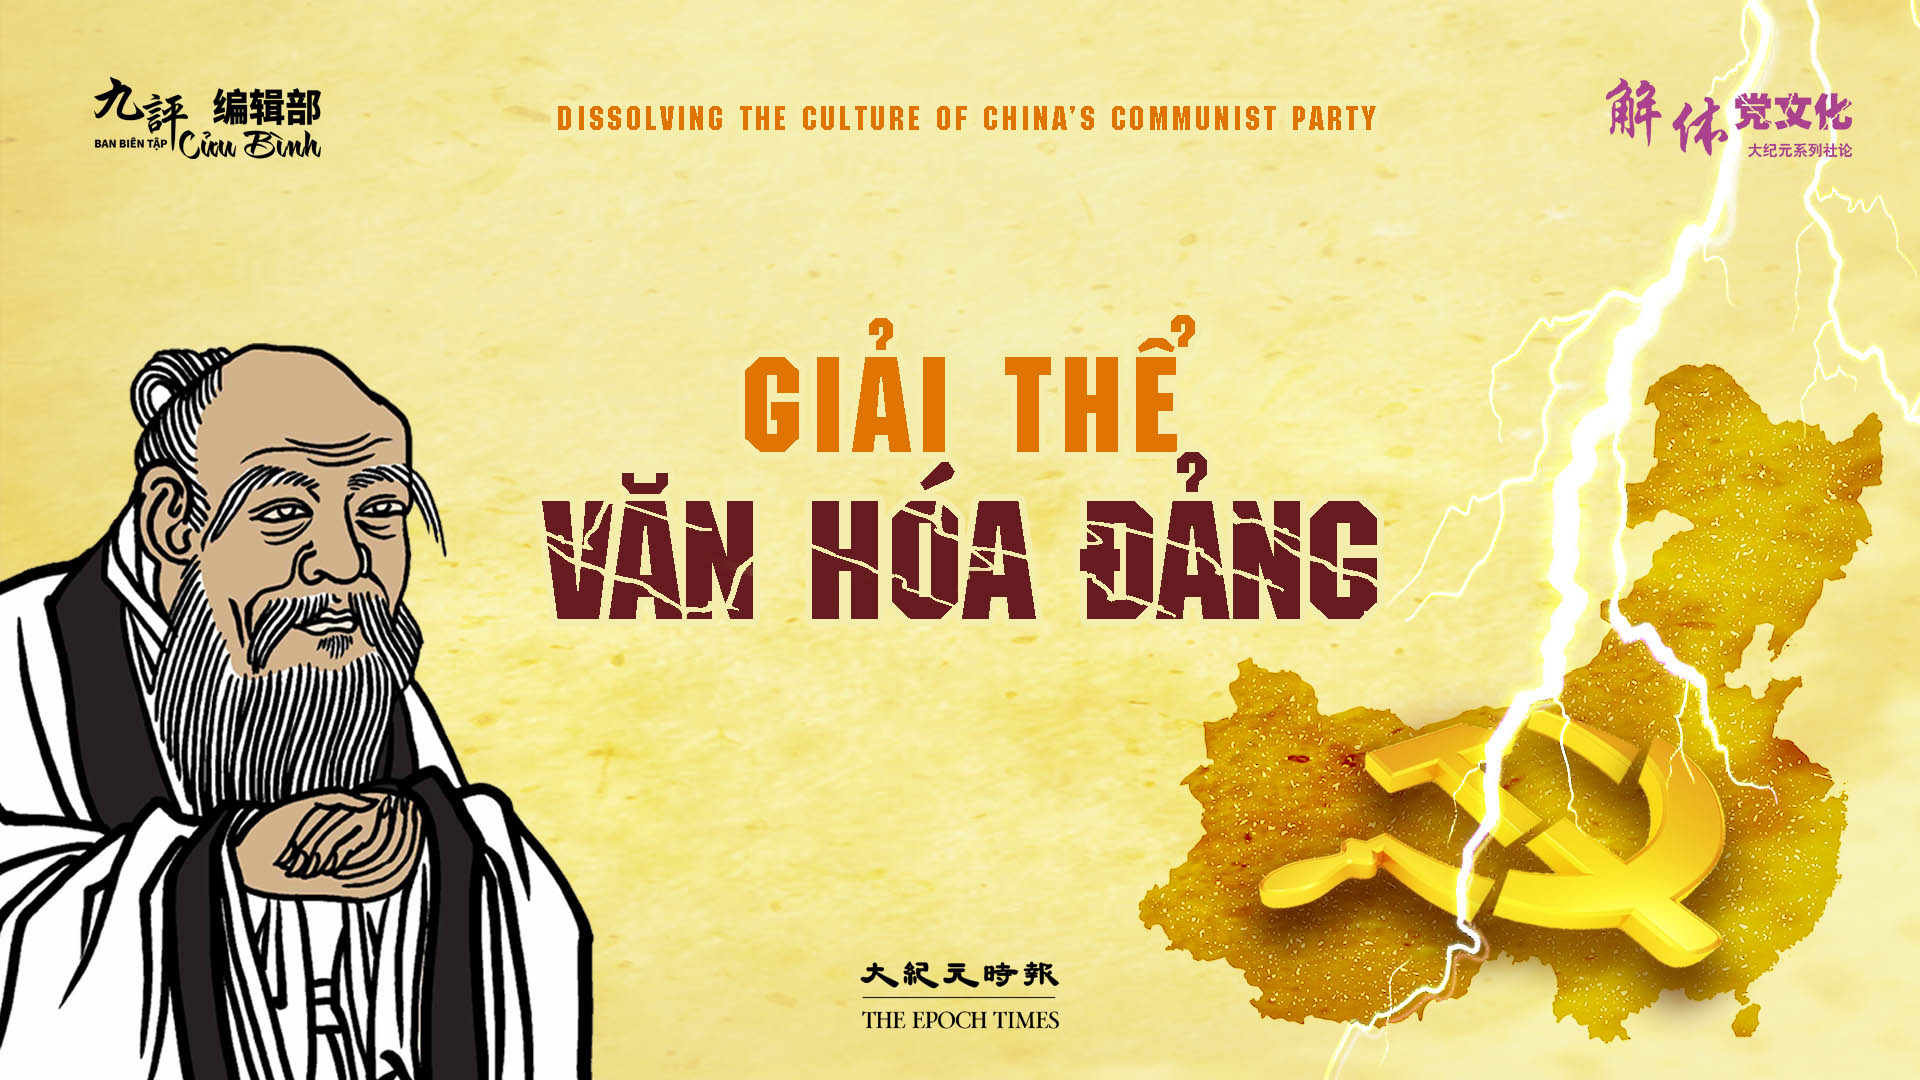 九評 编辑部
BAN BIÊN TẬP Cửu Bình
DISSOLVING THE CULTURE OF CHINA'S COMMUNIST PARTY
解体党文化
大纪元系列社论
GIẢI THỂ
VĂN HÓA ĐẢNG
大紀元時報
THE EPOCH TIMES